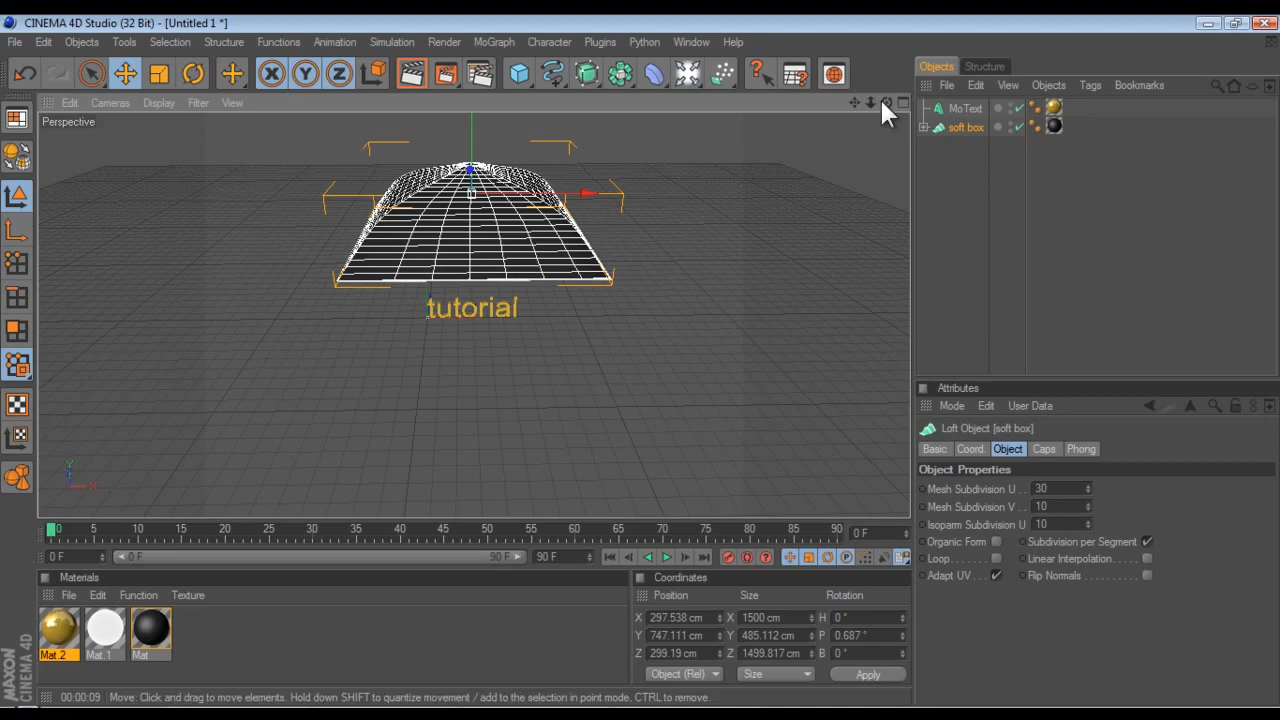 CINEMA 4D Studio (32 Bit) - [Untitled 1 *]
File Edit Objects Tools Selection Structure Functions Animation Simulation Render MoGraph Character Plugins Python Window Help
X Y Z
Objects Structure
Edit Cameras Display Filter View
File Edit View Objects Tags Bookmarks
Perspective
MoText
soft box
tutorial
Y
X
Attributes
Mode Edit User Data
Loft Object [soft box]
Basic Coord. Object Caps Phong
Object Properties
Mesh Subdivision U . . 30
Mesh Subdivision V . . 10
Isoparm Subdivision U 10
Organic Form Subdivision per Segment
Loop Linear Interpolation
Adapt UV Flip Normals
0 5 10 15 20 25 30 35 40 45 50 55 60 65 70 75 80 85 90 0 F
0 F 0 F 90 F 90 F
Materials
File Edit Function Texture
Mat.2 Mat.1 Mat
Coordinates
Position Size Rotation
X 297.538 cm X 1500 cm H 0 °
Y 747.111 cm Y 485.112 cm P 0.687 °
Z 299.19 cm Z 1499.817 cm B 0 °
Object (Rel) Size Apply
MAXON CINEMA 4D
00:00:09 Move: Click and drag to move elements. Hold down SHIFT to quantize movement / add to the selection in point mode, CTRL to remove.